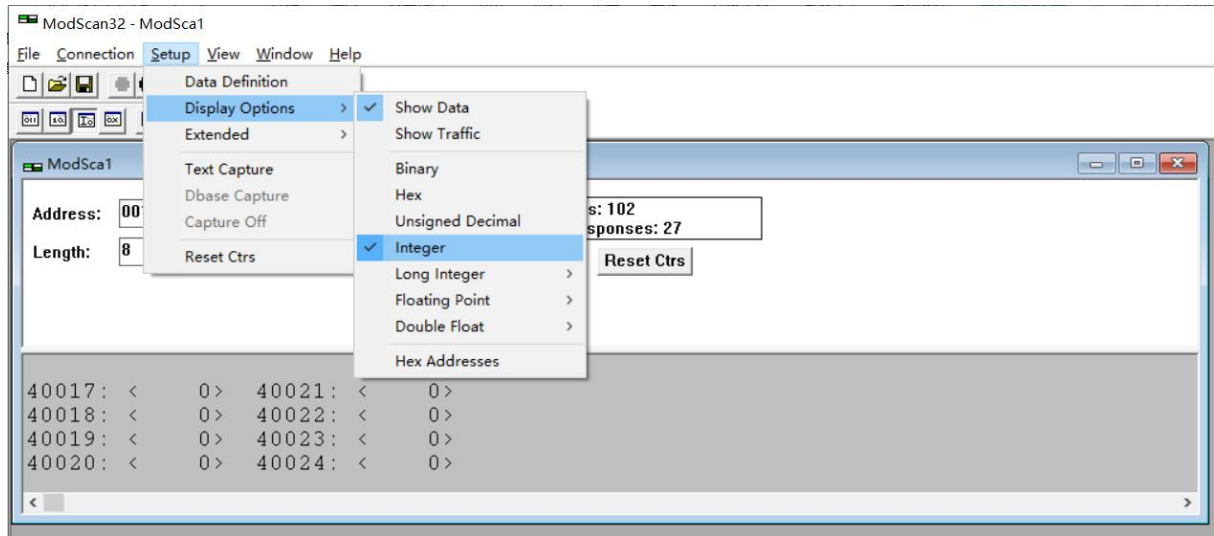 ModScan32 - ModSca1
File Connection Setup View Window Help
Data Definition
Display Options
Extended
Text Capture
Dbase Capture
Capture Off
Reset Ctrs
Show Data
Show Traffic
Binary
Hex
Unsigned Decimal
Integer
Long Integer
Floating Point
Double Float
Hex Addresses
ModSca1
Address: 00
Length: 8
s: 102
sponses: 27
Reset Ctrs
40017: < 0> 40021: < 0>
40018: < 0> 40022: < 0>
40019: < 0> 40023: < 0>
40020: < 0> 40024: < 0>